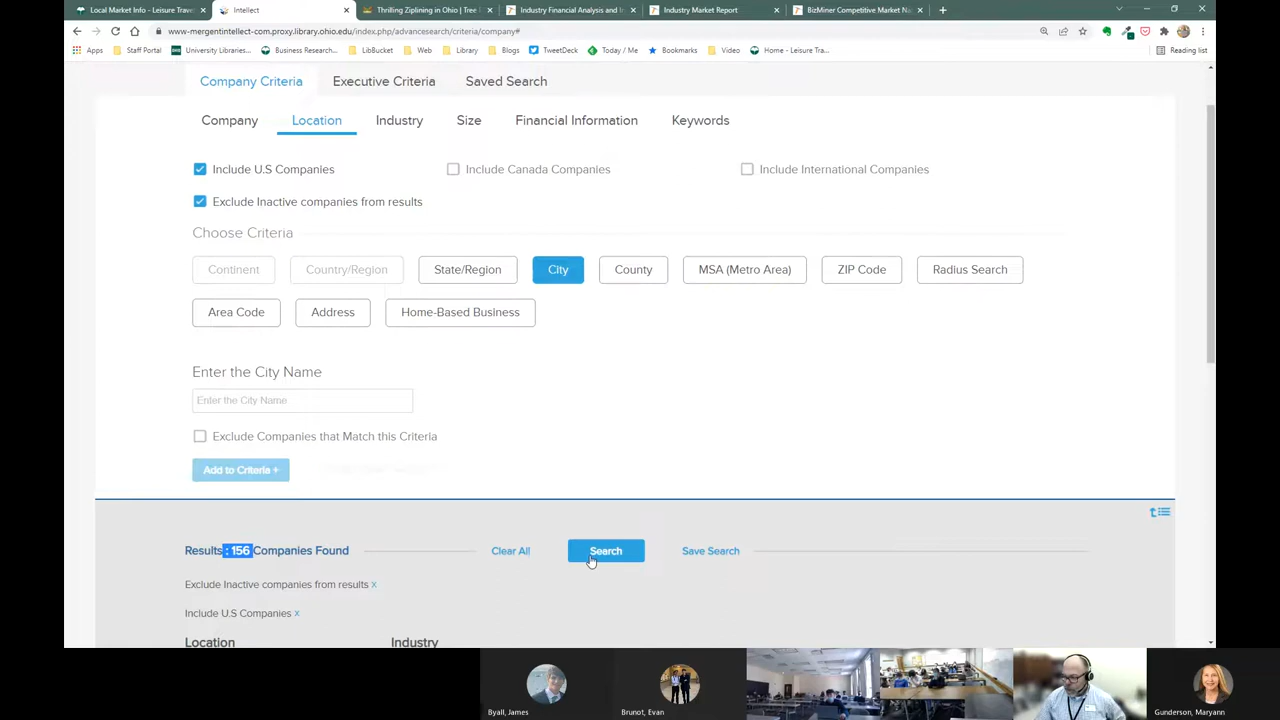 Local Market Info - Leisure Trave
Intellect
Thrilling Ziplining in Ohio | Tree
Industry Financial Analysis and In
Industry Market Report
BizMiner Competitive Market Na
www-mergentintellect-com.proxy.library.ohio.edu/index.php/advancesearch/criteria/company#
Apps
Staff Portal
University Libraries...
Business Research...
LibBucket
Web
Library
Blogs
TweetDeck
Today / Me
Bookmarks
Video
Home - Leisure Tra...
Reading list
Company Criteria
Executive Criteria
Saved Search
Company
Location
Industry
Size
Financial Information
Keywords
Include U.S Companies
Include Canada Companies
Include International Companies
Exclude Inactive companies from results
Choose Criteria
Continent
Country/Region
State/Region
City
County
MSA (Metro Area)
ZIP Code
Radius Search
Area Code
Address
Home-Based Business
Enter the City Name
Enter the City Name
Exclude Companies that Match this Criteria
Add to Criteria +
Results : 156 Companies Found
Clear All
Search
Save Search
Exclude Inactive companies from results x
Include U.S Companies x
Location
Industry
Byall, James
Brunot, Evan
Gunderson, Maryann